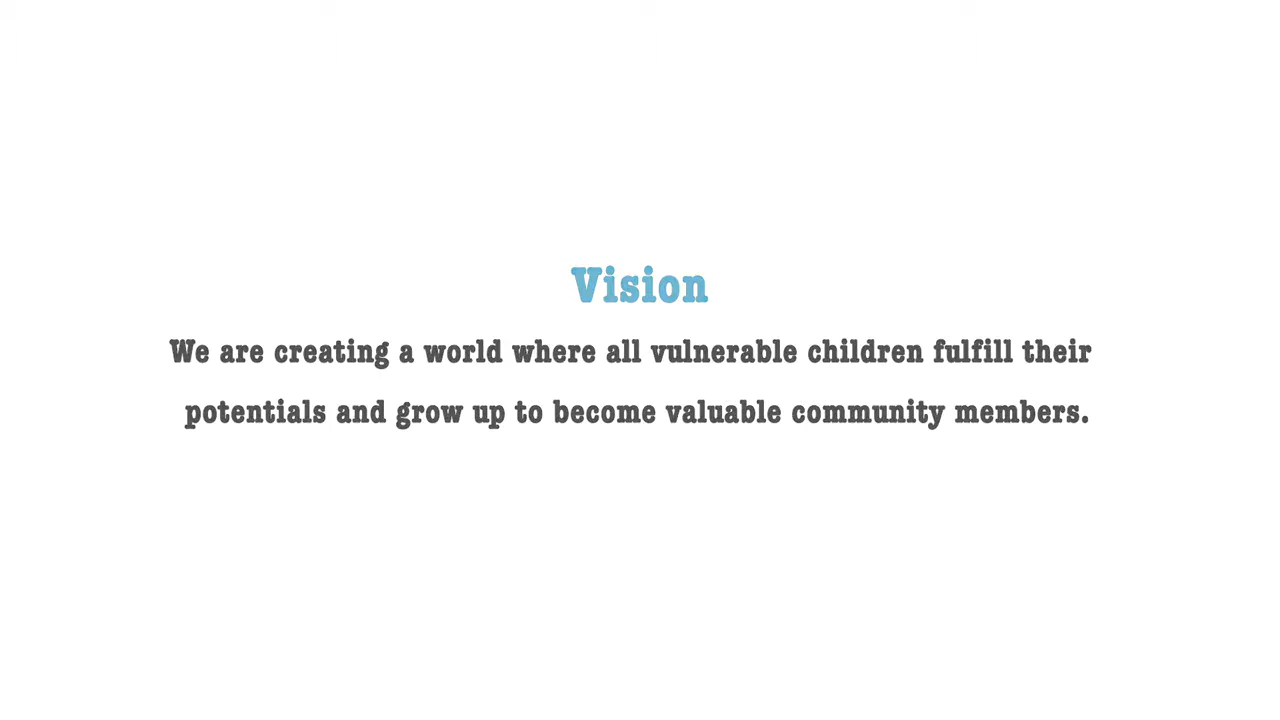 Vision
We are creating a world where all vulnerable children fulfill their
potentials and grow up to become valuable community members.